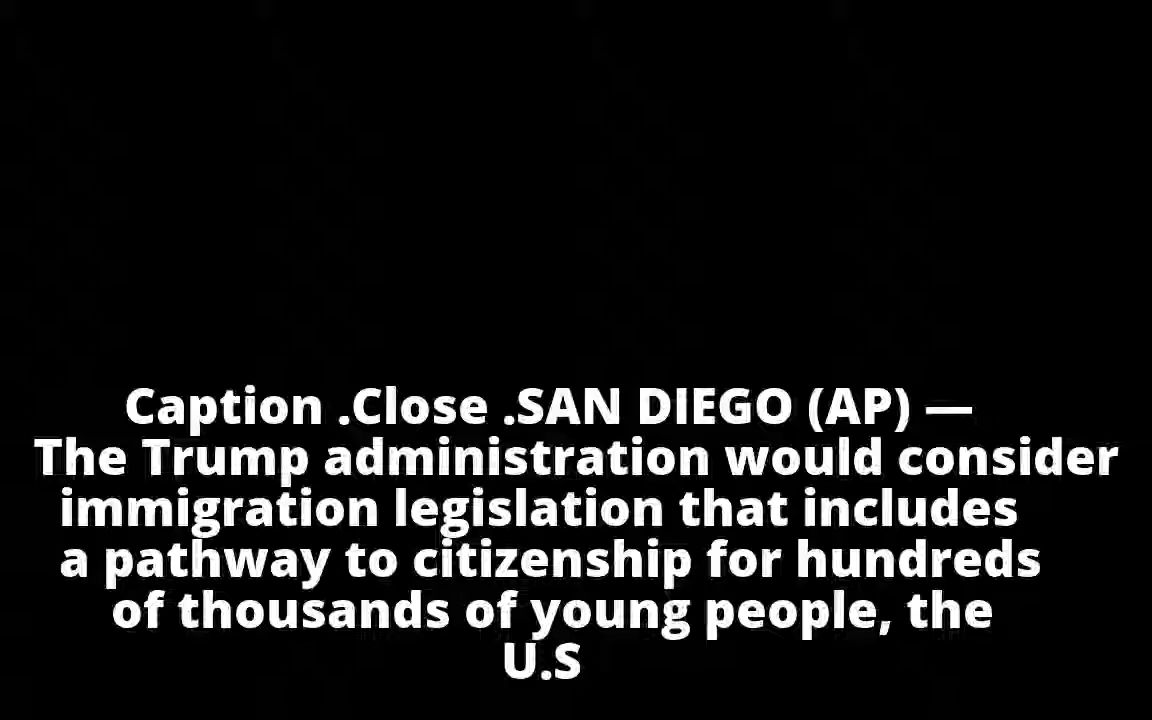 Caption .Close .SAN DIEGO (AP) —
The Trump administration would consider
immigration legislation that includes
a pathway to citizenship for hundreds
of thousands of young people, the
U.S